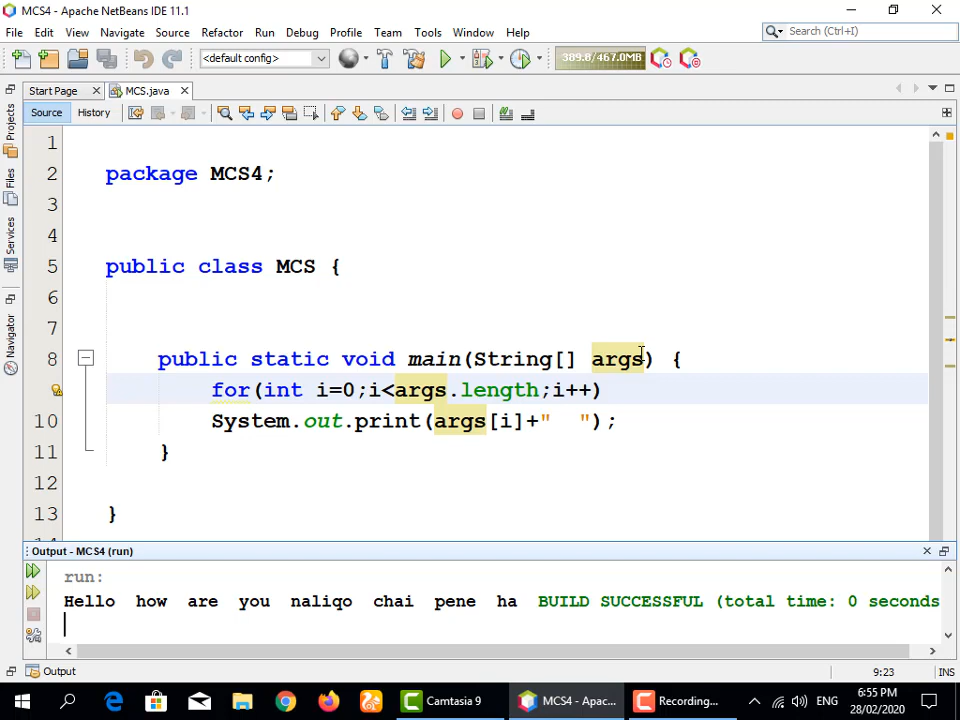 MCS4 - Apache NetBeans IDE 11.1
File Edit View Navigate Source Refactor Run Debug Profile Team Tools Window Help
Search (Ctrl+I)
<default config>
389.8/467.0MB
Start Page
MCS.java
Source History
Projects
Files
Services
Navigator
1
2 package MCS4;
3
4
5 public class MCS {
6
7
8 public static void main(String[] args) {
for(int i=0;i<args.length;i++)
10 System.out.print(args[i]+"  ");
11 }
12
13 }
Output - MCS4 (run)
run:
Hello how are you naliqo chai pene ha BUILD SUCCESSFUL (total time: 0 seconds
Output
9:23 INS
Camtasia 9
MCS4 - Apac...
Recording...
ENG
6:55 PM
28/02/2020